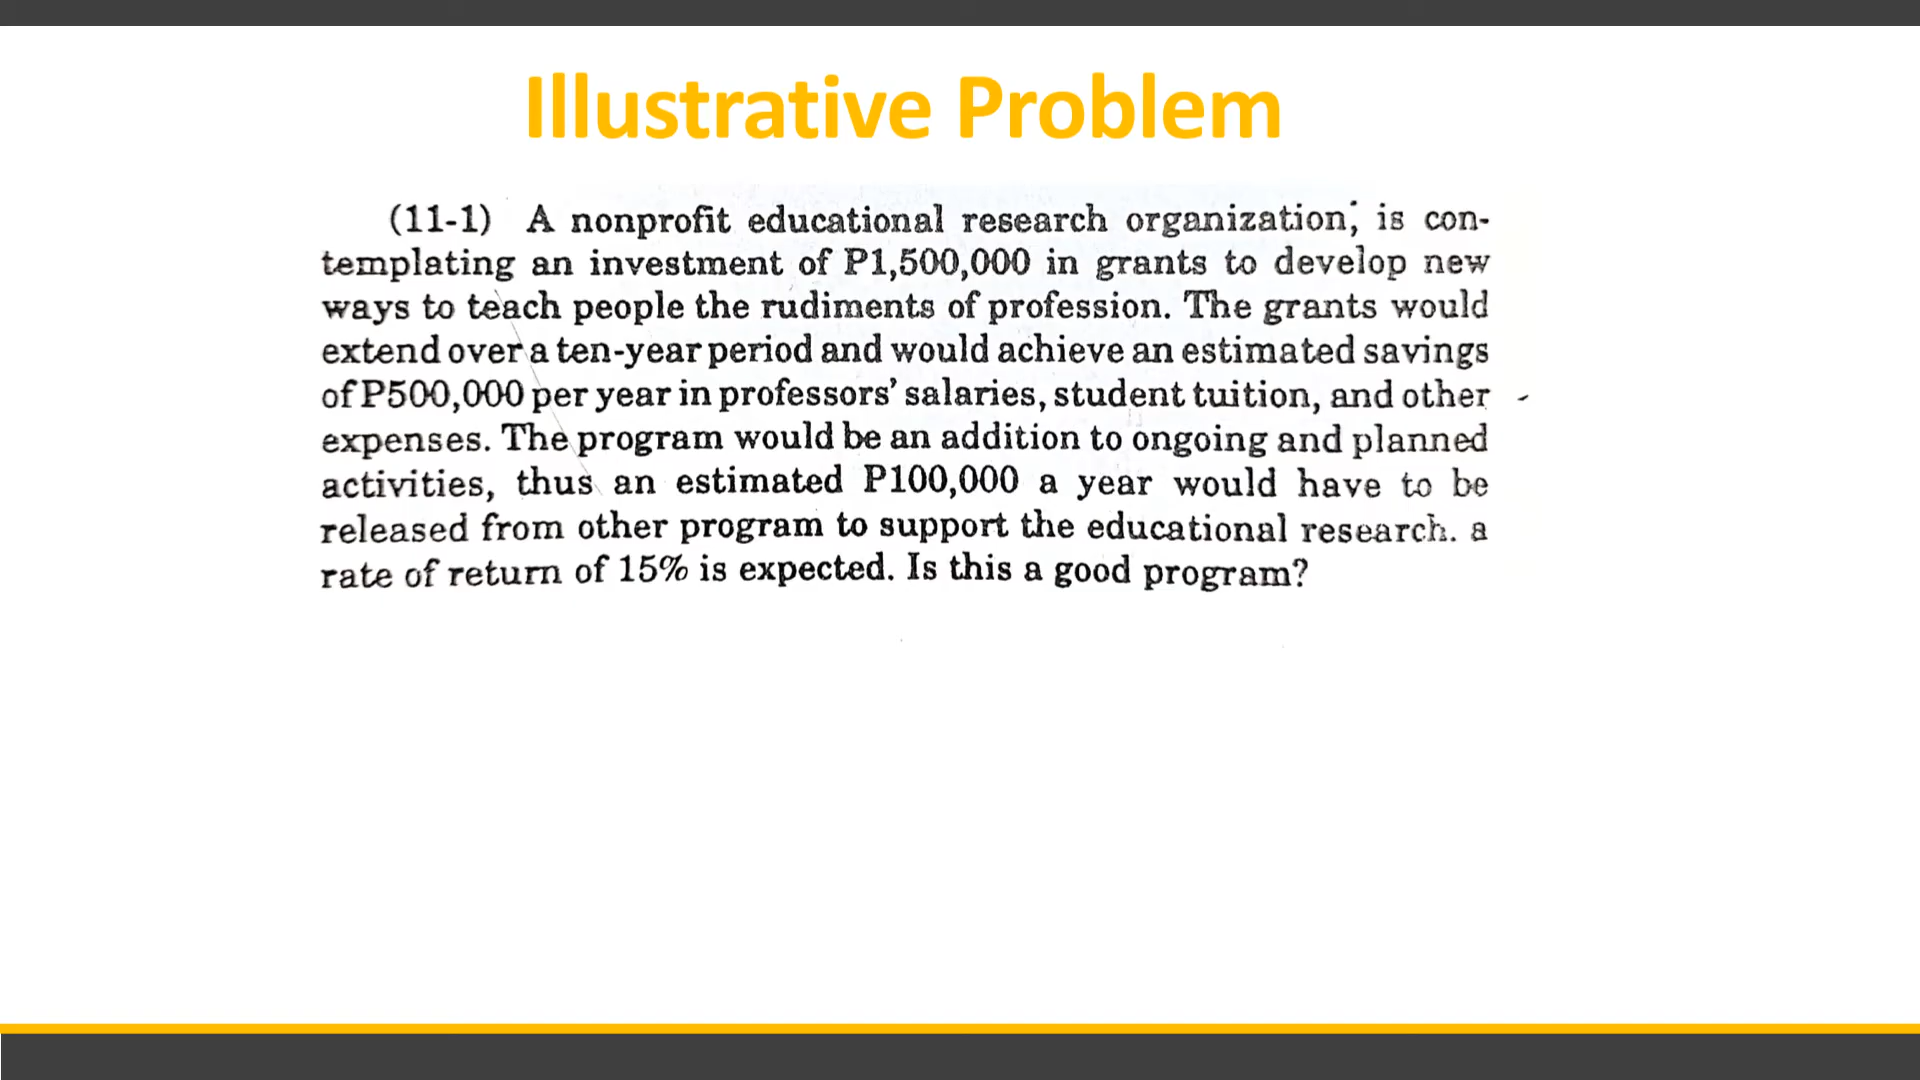 Illustrative Problem
(11-1) A nonprofit educational research organization, is con-
templating an investment of P1,500,000 in grants to develop new
ways to teach people the rudiments of profession. The grants would
extend over a ten-year period and would achieve an estimated savings
of P500,000 per year in professors' salaries, student tuition, and other
expenses. The program would be an addition to ongoing and planned
activities, thus an estimated P100,000 a year would have to be
released from other program to support the educational research. a
rate of return of 15% is expected. Is this a good program?